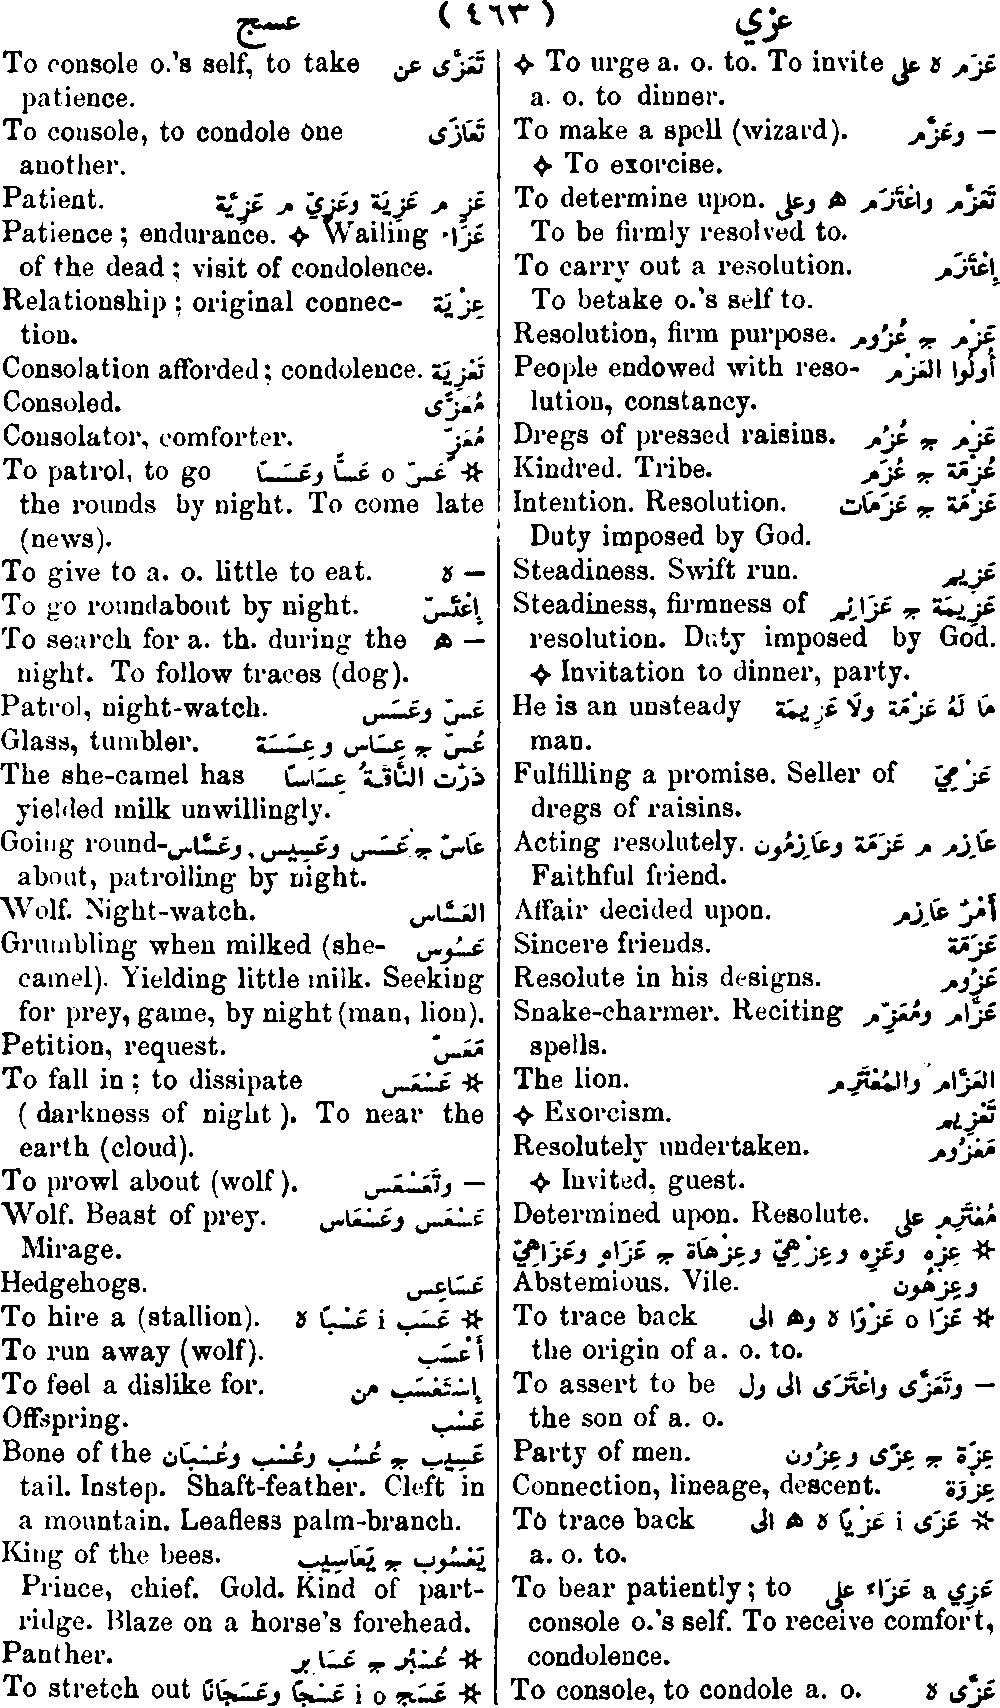 عزي ( ٤٦٣ ) عسج
✧ To urge a. o. to. To invite عَزَم ه على
a. o. to dinner.
To make a spell (wizard). — وعَزَّم
✧ To exorcise.
To determine upon. تَعَزَّم واعْتَزَم ه وعلى
To be firmly resolved to.
To carry out a resolution. إِعْتَزَم
To betake o.'s self to.
Resolution, firm purpose. عَزْم ج عُزُوم
People endowed with reso- أُولُوا العَزْم
lution, constancy.
Dregs of pressed raisins. عَزْم ج عُزُم
Kindred. Tribe. عُزْمَة ج عُزَم
Intention. Resolution. عَزْمَة ج عَزَمَات
Duty imposed by God.
Steadiness. Swift run. عَزِيم
Steadiness, firmness of عَزِيمَة ج عَزَائِم
resolution. Duty imposed by God.
✧ Invitation to dinner, party.
He is an unsteady مَا لَهُ عَزْمَة ولَا عَزِيمَة
man.
Fulfilling a promise. Seller of عَزْمِيّ
dregs of raisins.
Acting resolutely. عَازِم م عَزَمَة وعَازِمُون
Faithful friend.
Affair decided upon. أَمْرٌ عَازِم
Sincere friends. عَزَمَة
Resolute in his designs. عَزُوم
Snake-charmer. Reciting عَزَّام ومُعَزِّم
spells.
The lion. العَزَّام والمُعْتَزِم
✧ Exorcism. تَعْزِيم
Resolutely undertaken. مَعْزُوم
✧ Invited, guest.
Determined upon. Resolute. مُعْتَزِم على
✲ عِزْه وعَزِه وعِزْهِيّ وعِزْهَاة ج عَزَاهٍ وعَزَاهِيّ
Abstemious. Vile. وعِزْهُون
To trace back ✲ عَزَا o عَزْوًا ه وه الى
the origin of a. o. to.
To assert to be — وتَعَزَّى واعْتَزَى الى ول
the son of a. o.
Party of men. عِزَة ج عِزًى وعِزُون
Connection, lineage, descent. عِزْوَة
To trace back ✲ عَزَى i عَزْيًا ه ه الى
a. o. to.
To bear patiently; to عَزِي a عَزَاء على
console o.'s self. To receive comfort,
condolence.
To console, to condole a. o. عَزَّى ه
To console o.'s self, to take تَعَزَّى عن
patience.
To console, to condole one تَعَازَى
another.
Patient. عَزٍ م عَزِيَة وعَزِيّ م عَزِيَّة
Patience; endurance. ✧ Wailing عَزَاء
of the dead; visit of condolence.
Relationship; original connec- عِزْيَة
tion.
Consolation afforded; condolence. تَعْزِيَة
Consoled. مُعَزَّى
Consolator, comforter. مُعَزٍّ
To patrol, to go ✲ عَسَّ o عَسًّا وعَسَسًا
the rounds by night. To come late
(news).
To give to a. o. little to eat. — ه
To go roundabout by night. إِعْتَسَّ
To search for a. th. during the — ه
night. To follow traces (dog).
Patrol, night-watch. عَسّ وعَسَس
Glass, tumbler. عُسّ ج عِسَاس وعِسَسَة
The she-camel has دَرَّت النَّاقَةُ عِسَاسًا
yielded milk unwillingly.
Going round- عَاسّ ج عَسَس وعَسِيس وعَسَّاس
about, patrolling by night.
Wolf. Night-watch. العَسَّاس
Grumbling when milked (she- عَسُوس
camel). Yielding little milk. Seeking
for prey, game, by night (man, lion).
Petition, request. مَعَسّ
To fall in; to dissipate ✲ عَسْعَس
(darkness of night). To near the
earth (cloud).
To prowl about (wolf). — وتَعَسْعَس
Wolf. Beast of prey. عَسْعَس وعَسْعَاس
Mirage.
Hedgehogs. عَسَاعِس
To hire a (stallion). ✲ عَسَب i عَسْبًا ه
To run away (wolf). أَعْسَب
To feel a dislike for. إِسْتَعْسَب من
Offspring. عَسْب
Bone of the عَسِيب ج عُسُب وعُسْب وعُسْبَان
tail. Instep. Shaft-feather. Cleft in
a mountain. Leafless palm-branch.
King of the bees. يَعْسُوب ج يَعَاسِيب
Prince, chief. Gold. Kind of part-
ridge. Blaze on a horse's forehead.
Panther. ✲ عُسْبُر ج عَسَابِر
To stretch out ✲ عَسَج i o عَسْجًا وعَسَجَانًا